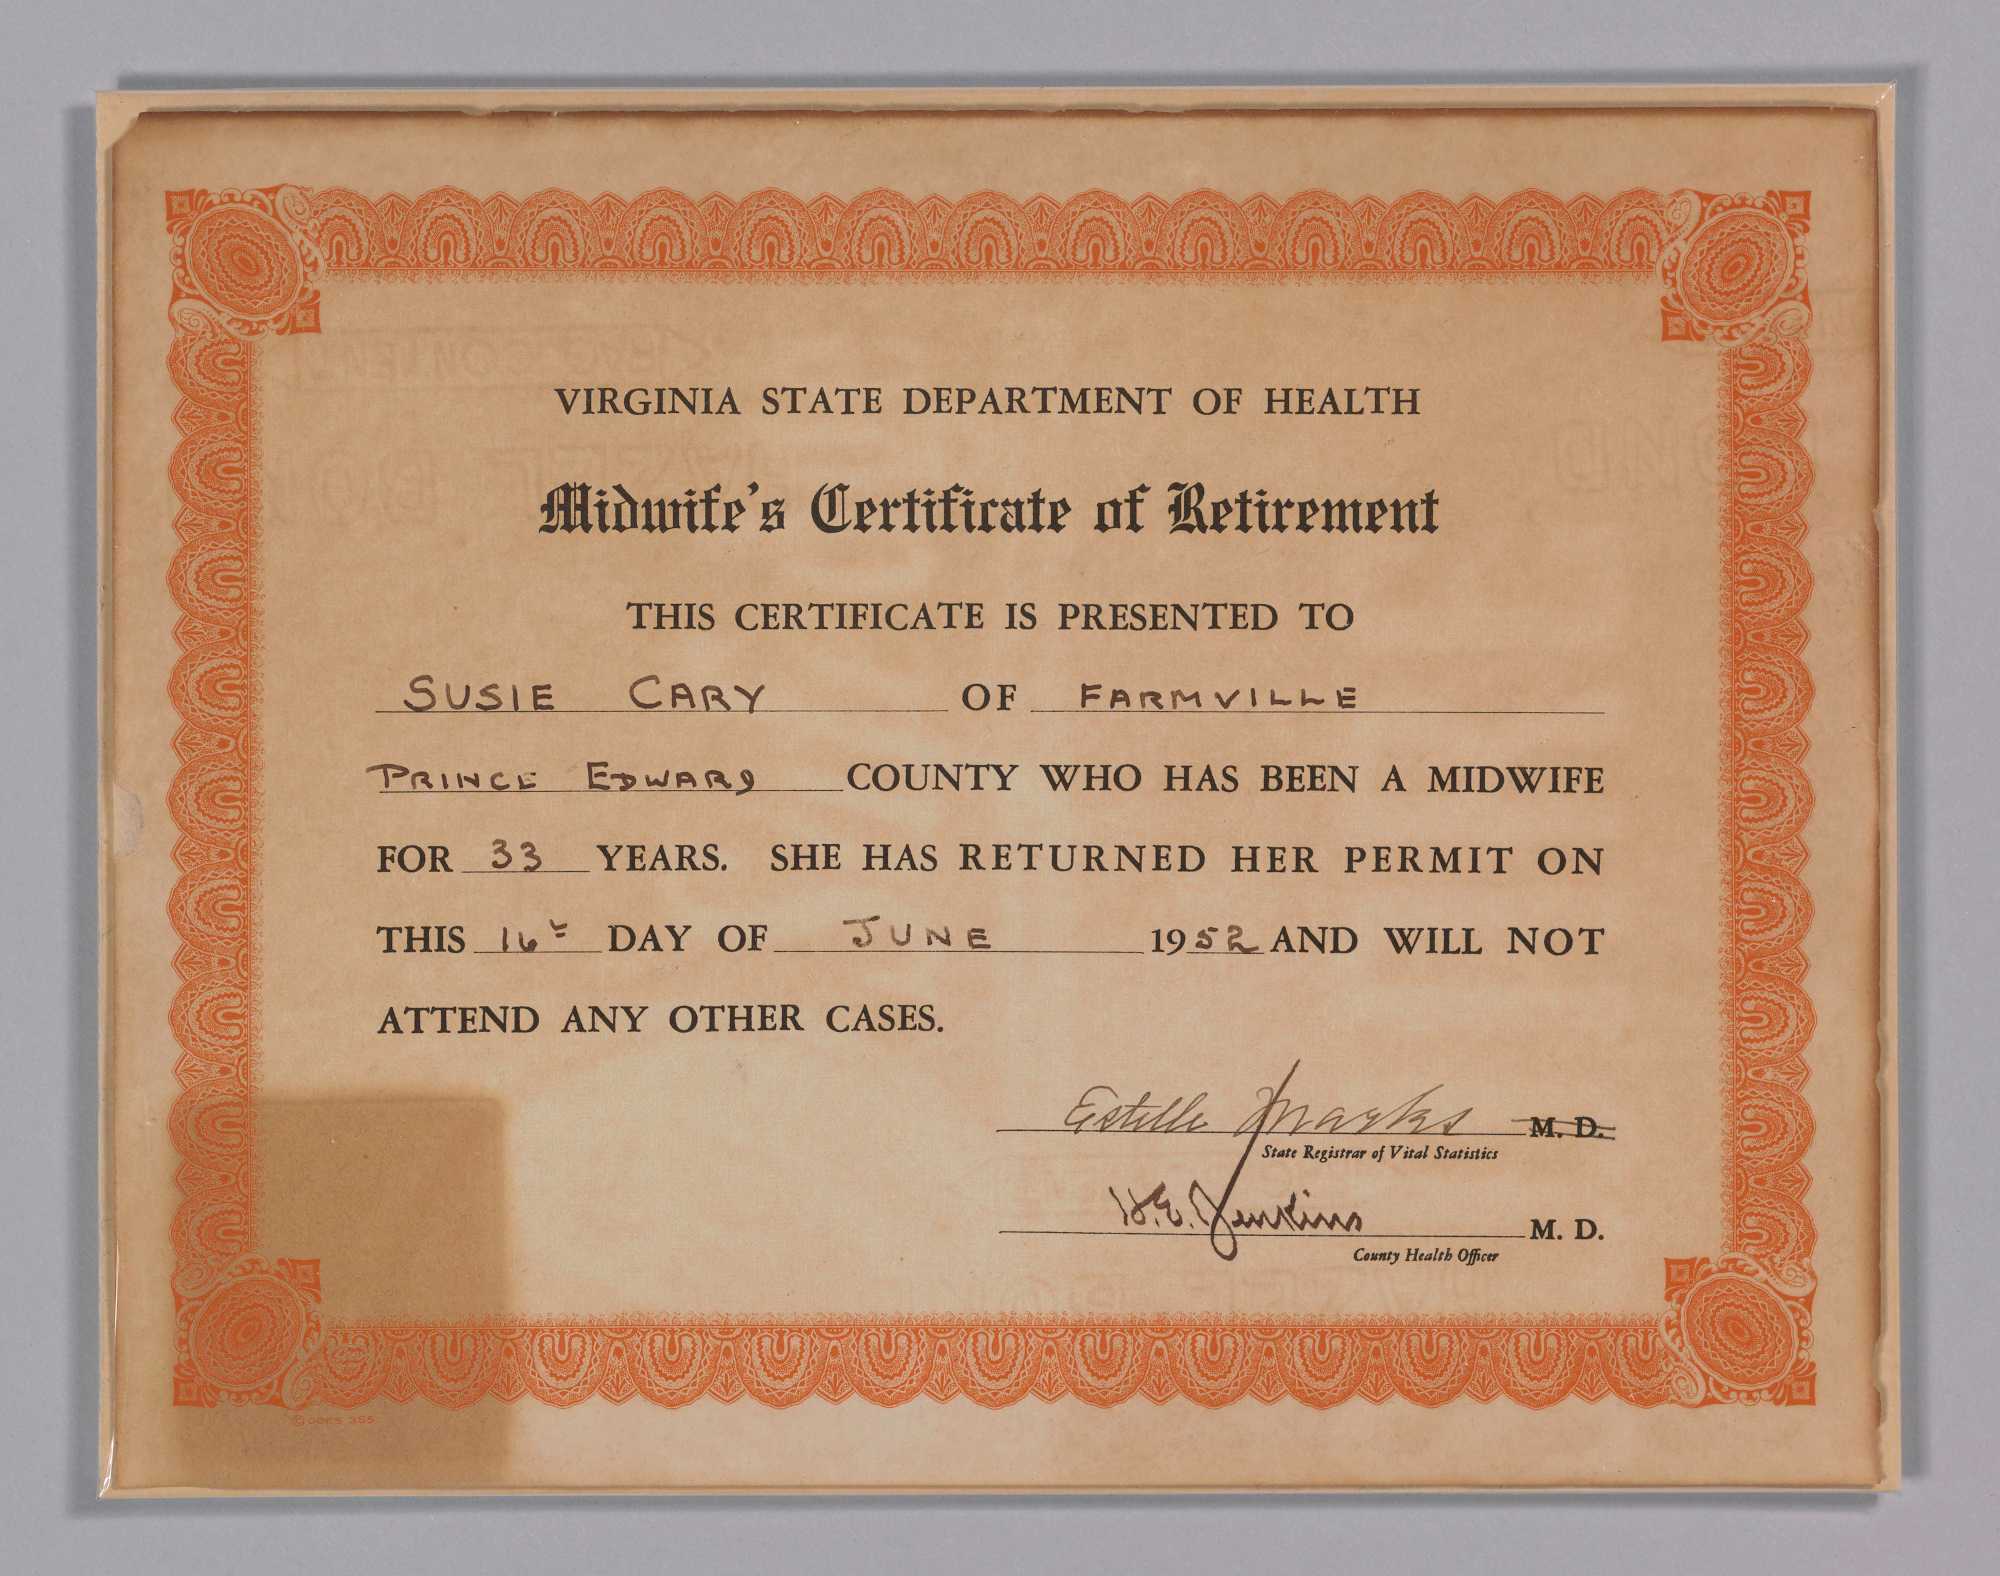 VIRGINIA STATE DEPARTMENT OF HEALTH
Midwife's Certificate of Retirement
THIS CERTIFICATE IS PRESENTED TO
SUSIE CARY OF FARMVILLE
PRINCE EDWARD COUNTY WHO HAS BEEN A MIDWIFE
FOR 33 YEARS. SHE HAS RETURNED HER PERMIT ON
THIS 16th DAY OF JUNE 1952 AND WILL NOT
ATTEND ANY OTHER CASES.
Estelle Marks M. D.
State Registrar of Vital Statistics
H.E. Jenkins M. D.
County Health Officer
© GOES 355